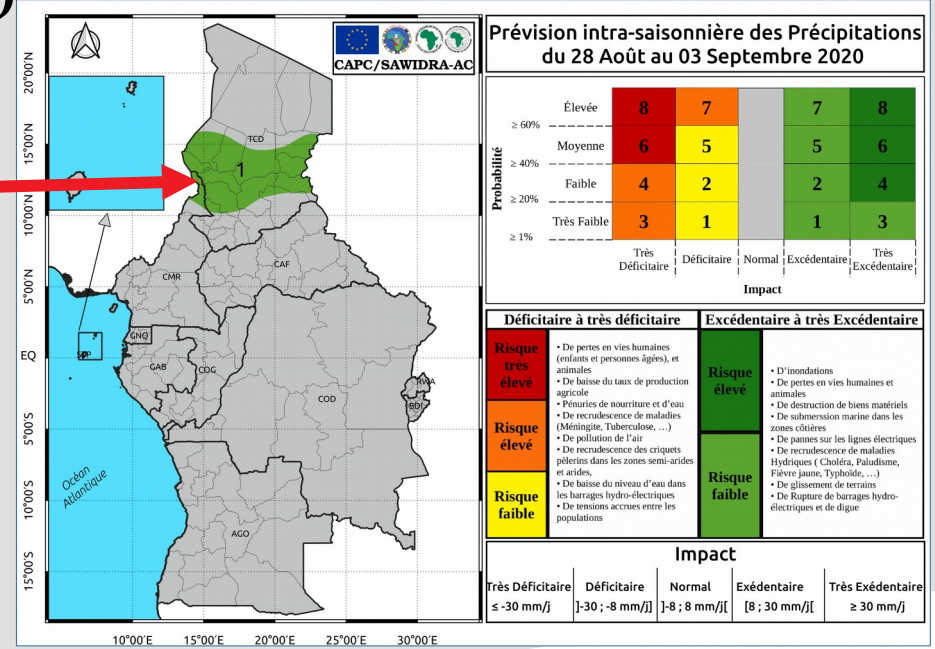 CAPC/SAWIDRA-AC
20°00'N
15°00'N
10°00'N
5°00'N
EQ
5°00'S
10°00'S
15°00'S
10°00'E
15°00'E
20°00'E
25°00'E
30°00'E
TCD
1
CAF
CMR
GNQ
GAB
COG
COD
RWA
BDI
AGO
Océan
Atlantique
Prévision intra-saisonnière des Précipitations
du 28 Août au 03 Septembre 2020
Probabilité
Élevée 8 7 7 8
≥ 60%
Moyenne 6 5 5 6
≥ 40%
Faible 4 2 2 4
≥ 20%
Très Faible 3 1 1 3
≥ 1%
Très
Déficitaire
Déficitaire
Normal
Excédentaire
Très
Excédentaire
Impact
Déficitaire à très déficitaire
Risque
très
élevé
Risque
élevé
Risque
faible
• De pertes en vies humaines
(enfants et personnes âgées), et
animales
• De baisse du taux de production
agricole
• Pénuries de nourriture et d'eau
• De recrudescence de maladies
(Méningite, Tuberculose, …)
• De pollution de l'air
• De recrudescence des criquets
pèlerins dans les zones semi-arides
et arides,
• De baisse du niveau d'eau dans
les barrages hydro-électriques
• De tensions accrues entre les
populations
Excédentaire à très Excédentaire
Risque
élevé
Risque
faible
• D'inondations
• De pertes en vies humaines et
animales
• De destruction de biens matériels
• De submerssion marine dans les
zones côtières
• De pannes sur les lignes électriques
• De recrudescence de maladies
Hydriques ( Choléra, Paludisme,
Fièvre jaune, Typhoïde, …)
• De glissement de terrains
• De Rupture de barrages hydro-
électriques et de digue
Impact
Très Déficitaire Déficitaire Normal Exédentaire Très Exédentaire
≤ -30 mm/j ]-30 ; -8 mm/j] ]-8 ; 8 mm/j[ [8 ; 30 mm/j[ ≥ 30 mm/j